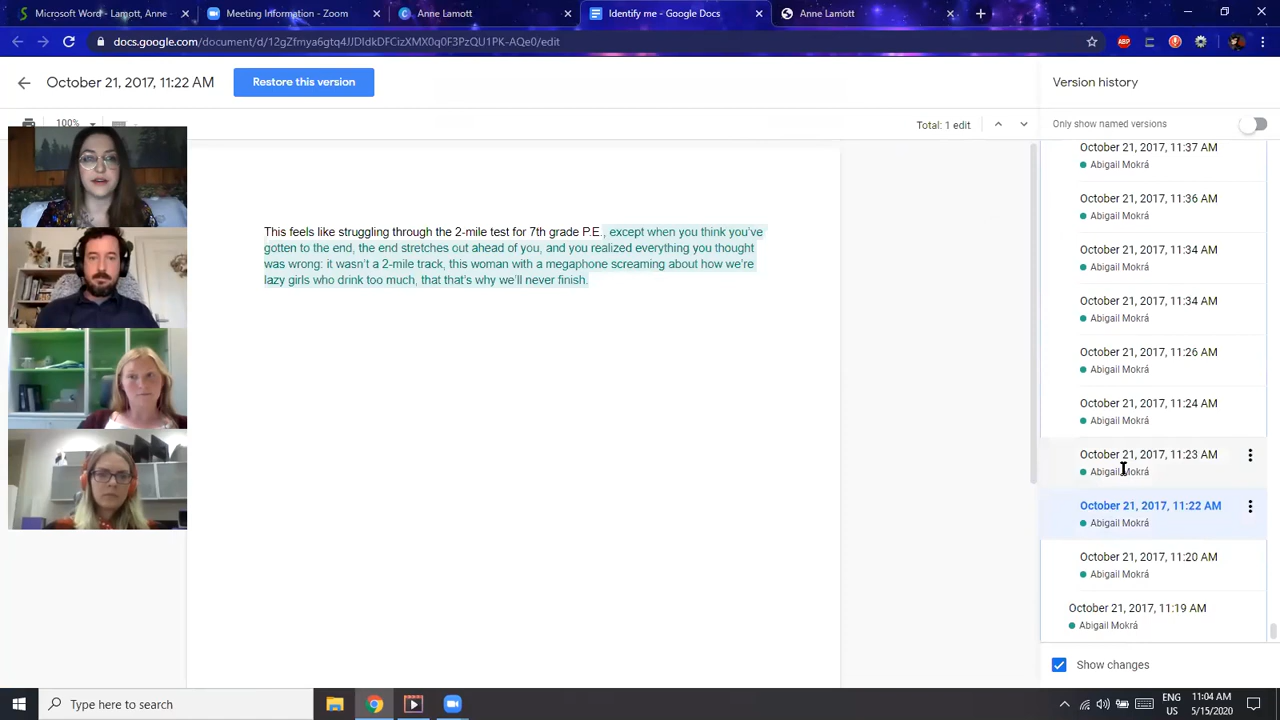 Word - Lamott, Anne -
Meeting Information - Zoom
Anne Lamott
Identify me - Google Docs
Anne Lamott
docs.google.com/document/d/12gZfmya6gtq4JJDIdkDFCizXMX0q0F3PzQU1PK-AQe0/edit
ABP
October 21, 2017, 11:22 AM
Restore this version
Version history
100%
Total: 1 edit
Only show named versions
This feels like struggling through the 2-mile test for 7th grade P.E., except when you think you've
gotten to the end, the end stretches out ahead of you, and you realized everything you thought
was wrong: it wasn't a 2-mile track, this woman with a megaphone screaming about how we're
lazy girls who drink too much, that that's why we'll never finish.
October 21, 2017, 11:37 AM
Abigail Mokrá
October 21, 2017, 11:36 AM
Abigail Mokrá
October 21, 2017, 11:34 AM
Abigail Mokrá
October 21, 2017, 11:34 AM
Abigail Mokrá
October 21, 2017, 11:26 AM
Abigail Mokrá
October 21, 2017, 11:24 AM
Abigail Mokrá
October 21, 2017, 11:23 AM
Abigail Mokrá
October 21, 2017, 11:22 AM
Abigail Mokrá
October 21, 2017, 11:20 AM
Abigail Mokrá
October 21, 2017, 11:19 AM
Abigail Mokrá
Show changes
Type here to search
ENG
US
11:04 AM
5/15/2020